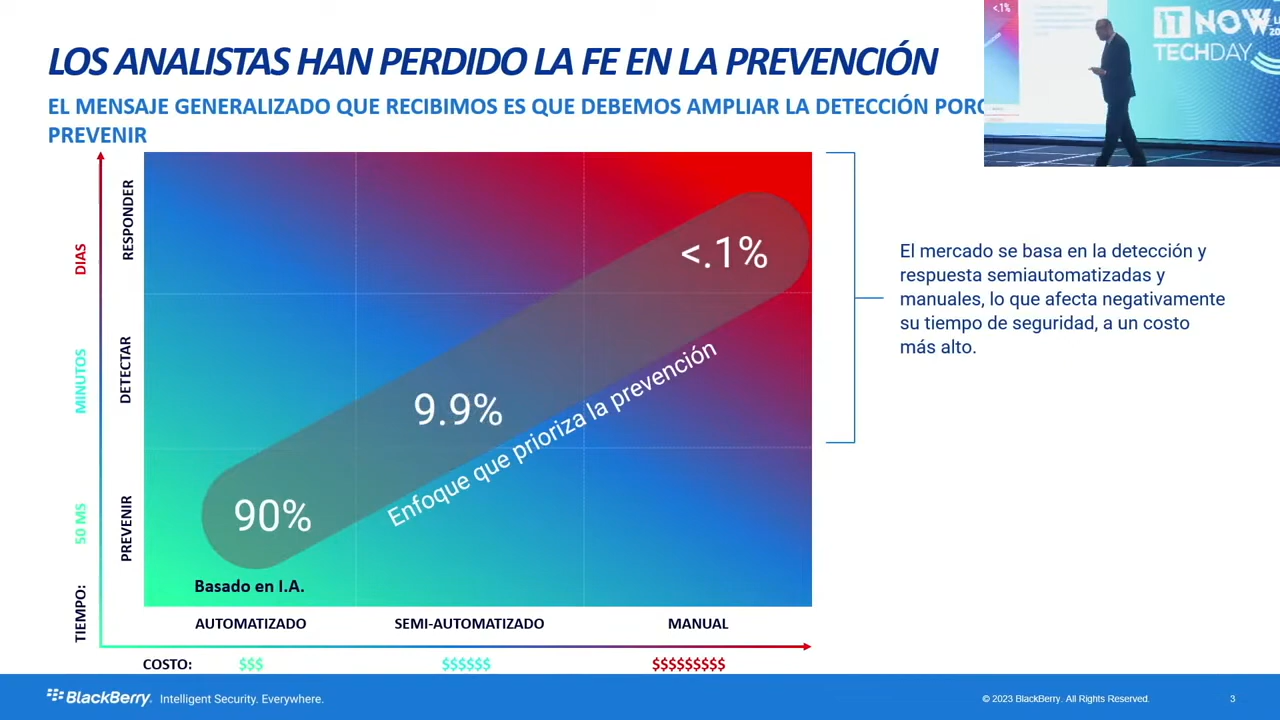 LOS ANALISTAS HAN PERDIDO LA FE EN LA PREVENCIÓN
EL MENSAJE GENERALIZADO QUE RECIBIMOS ES QUE DEBEMOS AMPLIAR LA DETECCIÓN
PREVENIR
IT NOW
TECHDAY
<.1%
RESPONDER
DIAS
<.1%
El mercado se basa en la detección y
respuesta semiautomatizadas y
manuales, lo que afecta negativamente
su tiempo de seguridad, a un costo
más alto.
DETECTAR
MINUTOS
9.9%
Enfoque que prioriza la prevención
PREVENIR
50 MS
90%
Basado en I.A.
TIEMPO:
AUTOMATIZADO
SEMI-AUTOMATIZADO
MANUAL
COSTO:
$$$
$$$$$$
$$$$$$$$$
BlackBerry. Intelligent Security. Everywhere.
© 2023 BlackBerry. All Rights Reserved.
3